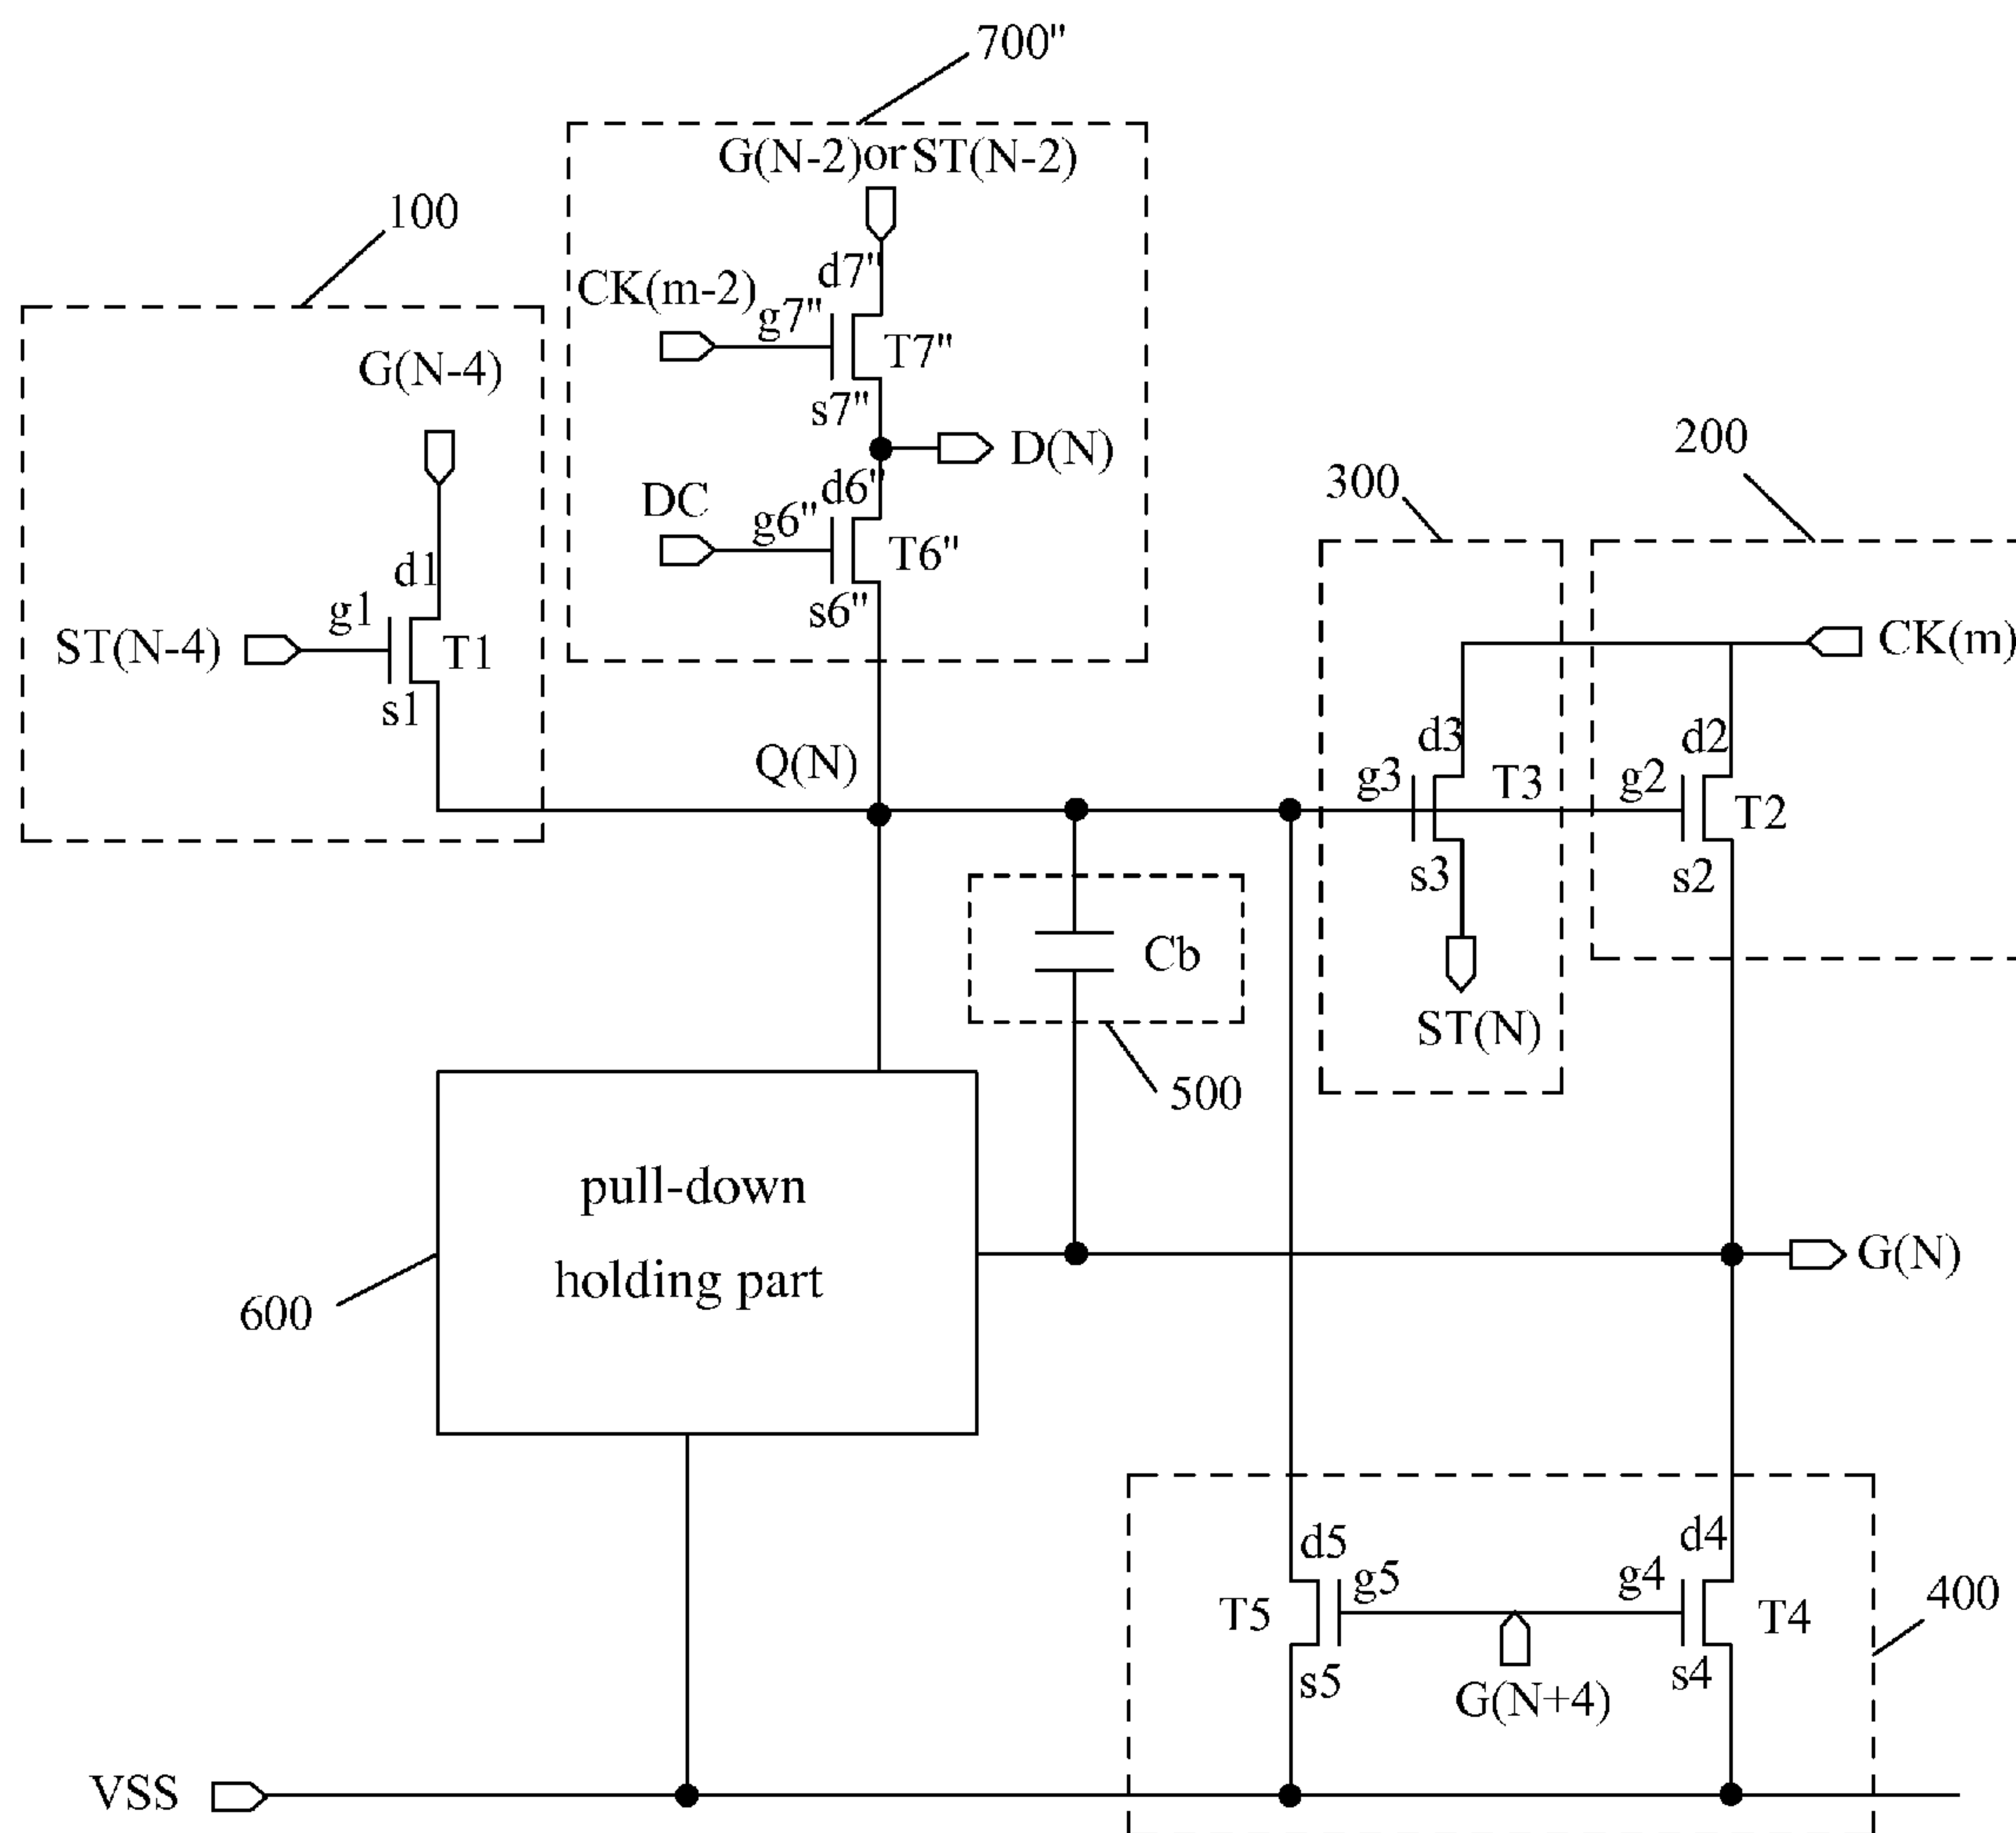 700"
G(N-2)or ST(N-2)
100
d7"
CK(m-2)
g7"
T7"
G(N-4)
s7"
200
D(N)
300
DC
d6"
g6"
T6"
d1
s6"
g1
ST(N-4)
T1
CK(m)
s1
d3
d2
Q(N)
g3
T3
g2
T2
s3
s2
Cb
ST(N)
500
pull-down
holding part
G(N)
600
d5
d4
g5
g4
T5
T4
400
s5
s4
G(N+4)
VSS